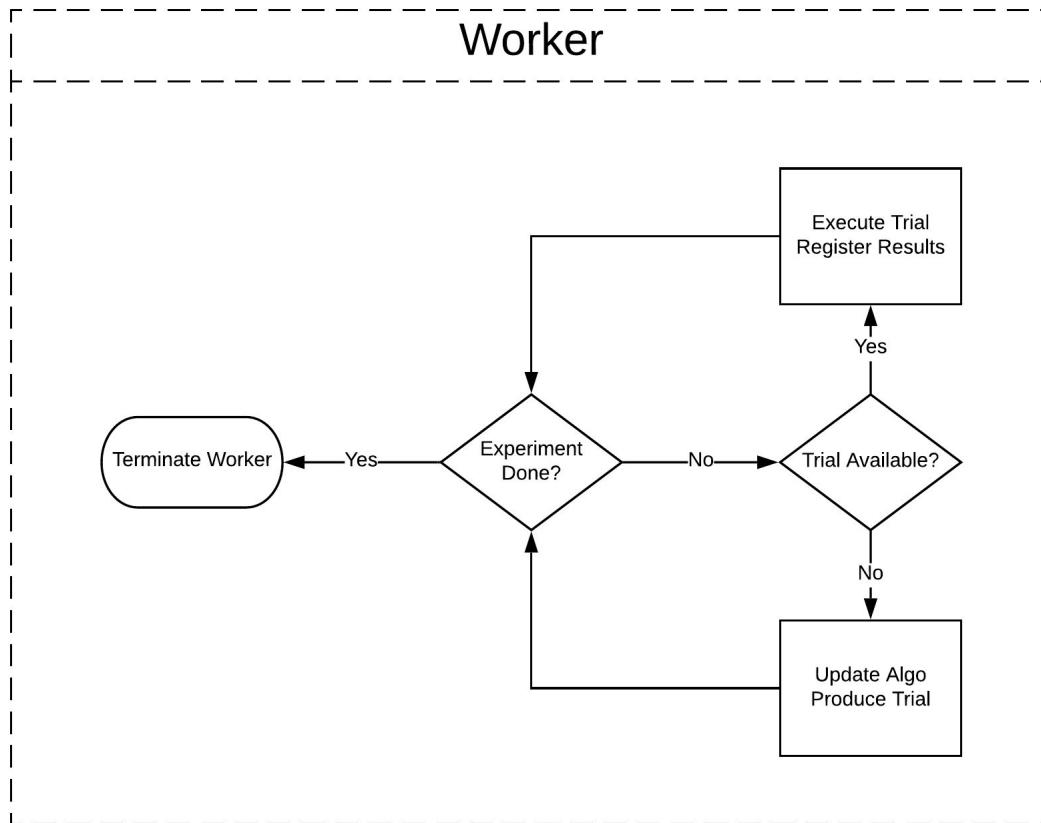 Worker
Execute Trial
Register Results
Yes
Terminate Worker
Yes
Experiment
Done?
No
Trial Available?
No
Update Algo
Produce Trial